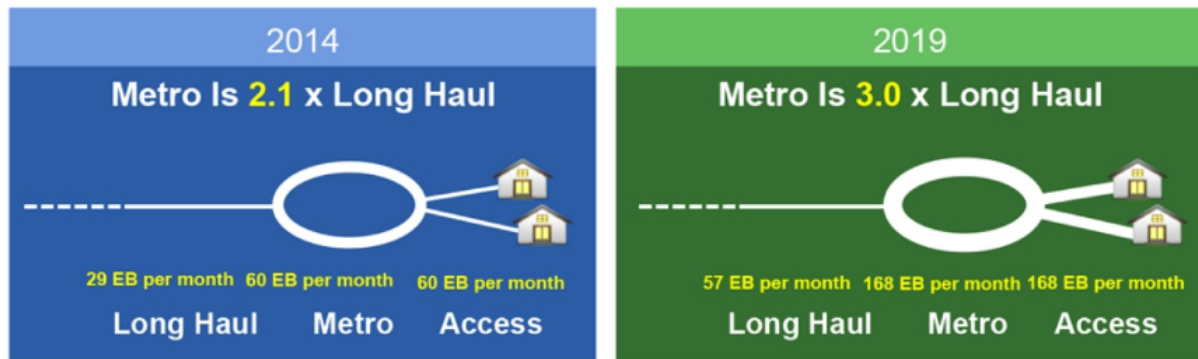 2014
Metro Is 2.1 x Long Haul
29 EB per month 60 EB per month 60 EB per month
Long Haul Metro Access
2019
Metro Is 3.0 x Long Haul
57 EB per month 168 EB per month 168 EB per month
Long Haul Metro Access